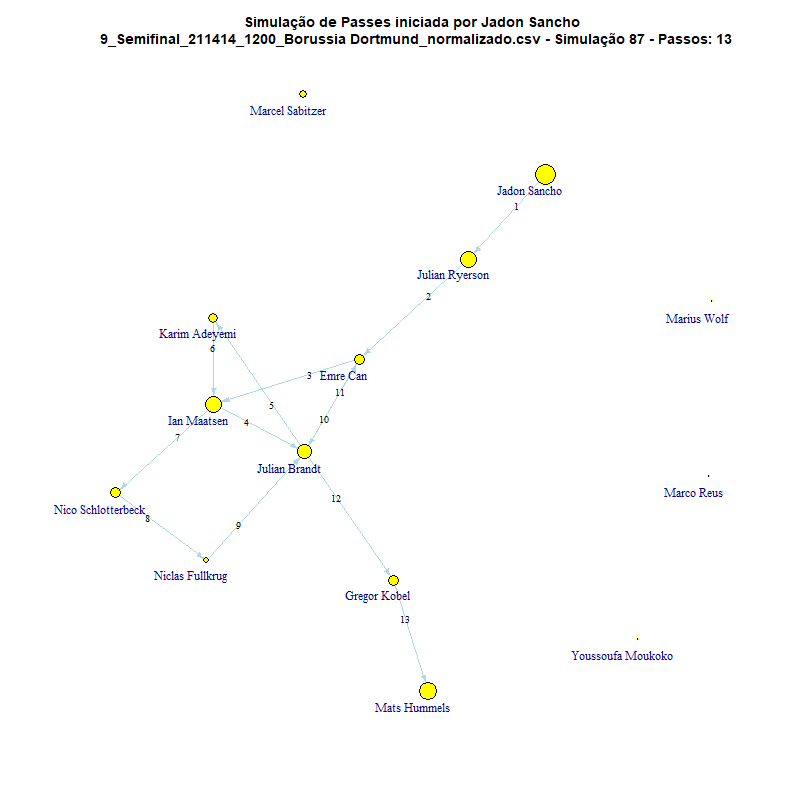 Simulação de Passes iniciada por Jadon Sancho
9_Semifinal_211414_1200_Borussia Dortmund_normalizado.csv - Simulação 87 - Passos: 13
Marcel Sabitzer
Jadon Sancho
1
Julian Ryerson
2
Marius Wolf
Karim Adeyemi
6
Emre Can
3
11
5
10
Ian Maatsen
4
7
Julian Brandt
Marco Reus
12
Nico Schlotterbeck
8
9
Niclas Fullkrug
Gregor Kobel
13
Youssoufa Moukoko
Mats Hummels